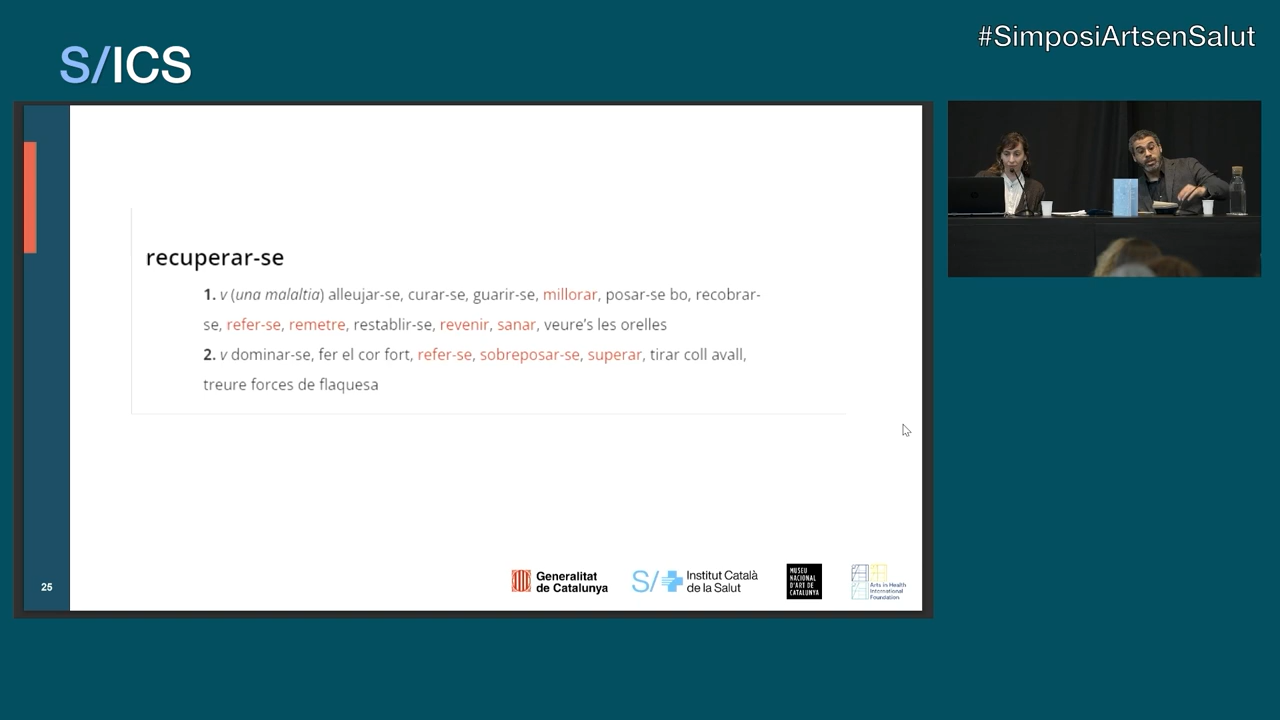 S/ICS
#SimposiArtsenSalut
recuperar-se
1. v (una malaltia) alleujar-se, curar-se, guarir-se, millorar, posar-se bo, recobrar-
se, refer-se, remetre, restablir-se, revenir, sanar, veure's les orelles
2. v dominar-se, fer el cor fort, refer-se, sobreposar-se, superar, tirar coll avall,
treure forces de flaquesa
25
Generalitat
de Catalunya
S/ Institut Català
de la Salut
MUSEU
NACIONAL
D'ART DE
CATALUNYA
Arts in Health
International
Foundation